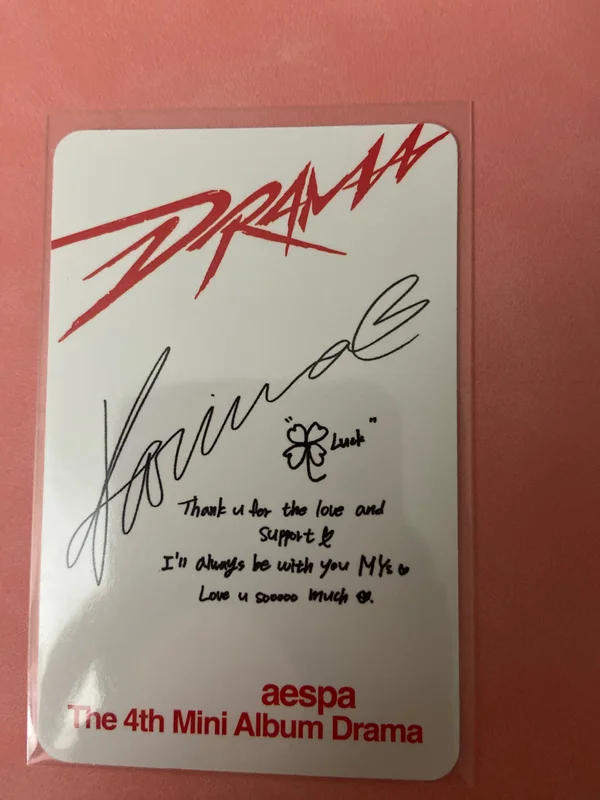 DRAMA
Karina
"Luck"
Thank u for the love and
support
I'll always be with you MYs
Love u sooooo much .
aespa
The 4th Mini Album Drama